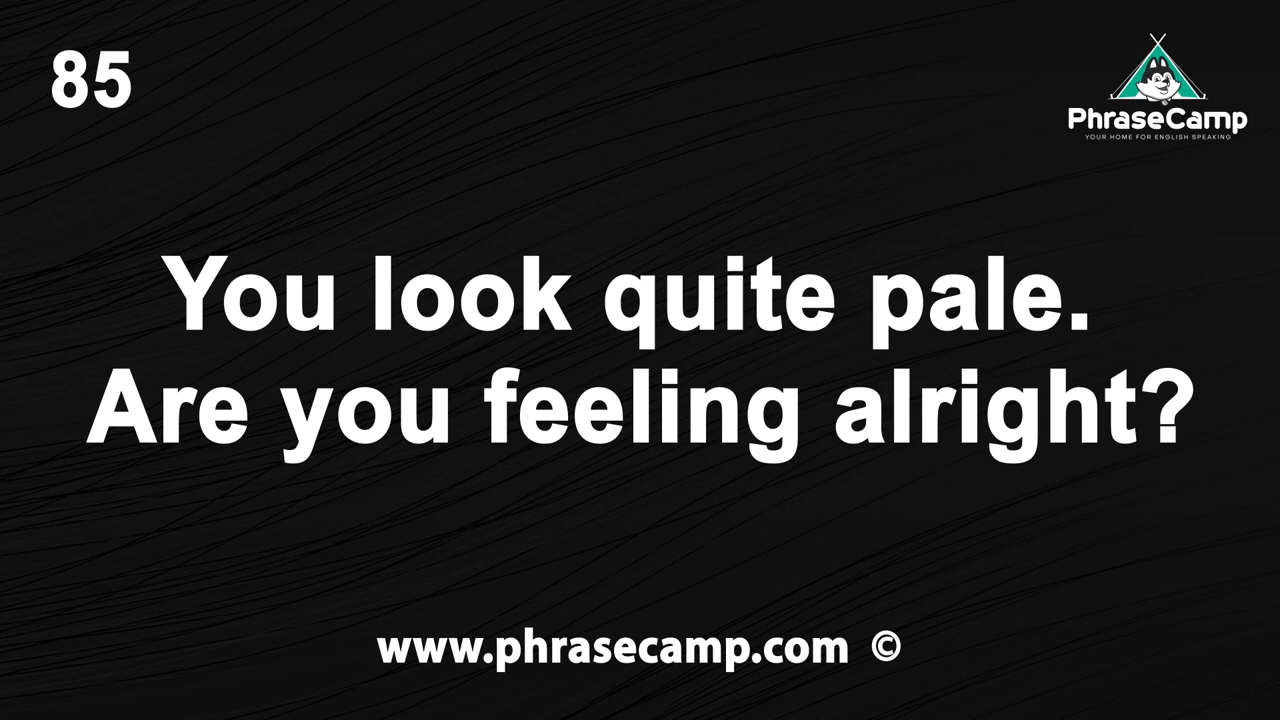 85
PhraseCamp
YOUR HOME FOR ENGLISH SPEAKING
You look quite pale.
Are you feeling alright?
www.phrasecamp.com ©